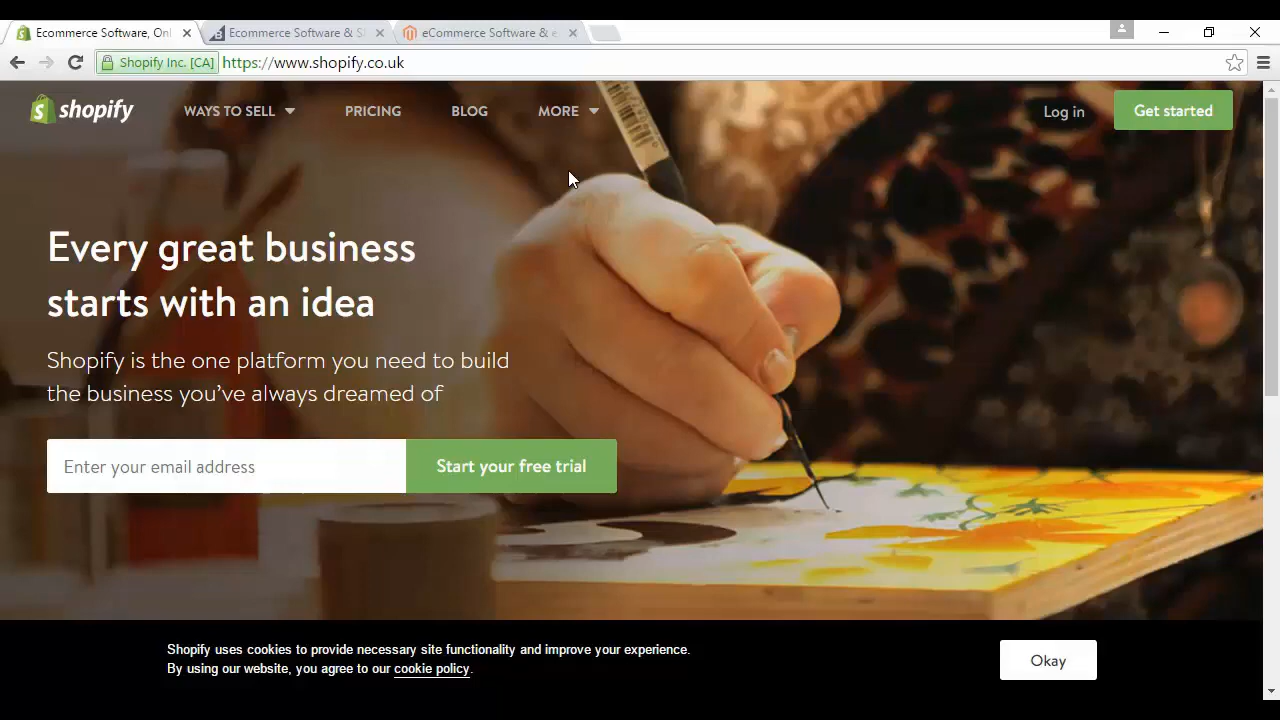 Ecommerce Software, Onl
Ecommerce Software & S
eCommerce Software & e
Shopify Inc. [CA]
https://www.shopify.co.uk
shopify
WAYS TO SELL
PRICING
BLOG
MORE
Log in
Get started
Every great business
starts with an idea
Shopify is the one platform you need to build
the business you've always dreamed of
Enter your email address
Start your free trial
Shopify uses cookies to provide necessary site functionality and improve your experience.
By using our website, you agree to our cookie policy.
Okay